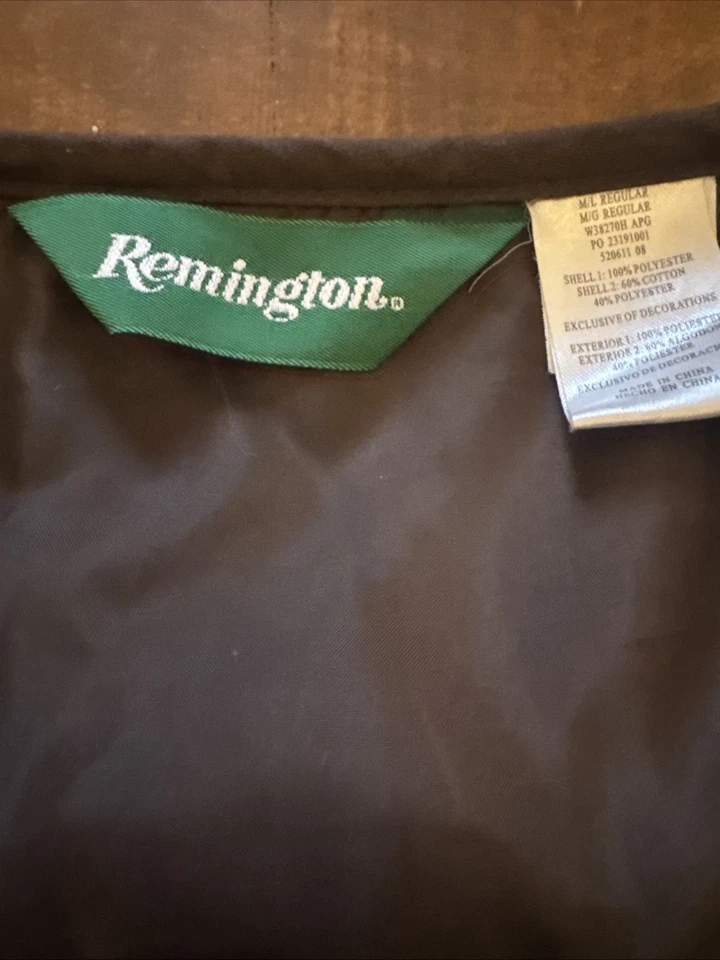 Remington®
M/L REGULAR
M/G REGULAR
W38270H APG
PO 23191001
520611 08
SHELL 1: 100% POLYESTER
SHELL 2: 60% COTTON
40% POLYESTER
EXCLUSIVE OF DECORATIONS
EXTERIOR 1: 100% POLIESTER
EXTERIOR 2: 60% ALGODO
40% POLIESTER
EXCLUSIVO DE DECORACI
MADE IN CHINA
HECHO EN CHINA